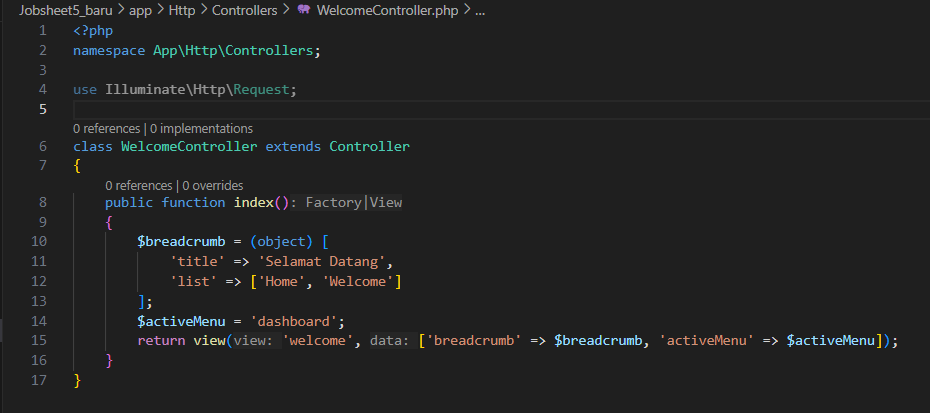 Jobsheet5_baru > app > Http > Controllers > WelcomeController.php > ...
1 <?php
2 namespace App\Http\Controllers;
3
4 use Illuminate\Http\Request;
5
0 references | 0 implementations
6 class WelcomeController extends Controller
7 {
0 references | 0 overrides
8 public function index(): Factory|View
9 {
10 $breadcrumb = (object) [
11 'title' => 'Selamat Datang',
12 'list' => ['Home', 'Welcome']
13 ];
14 $activeMenu = 'dashboard';
15 return view(view: 'welcome', data: ['breadcrumb' => $breadcrumb, 'activeMenu' => $activeMenu]);
16 }
17 }